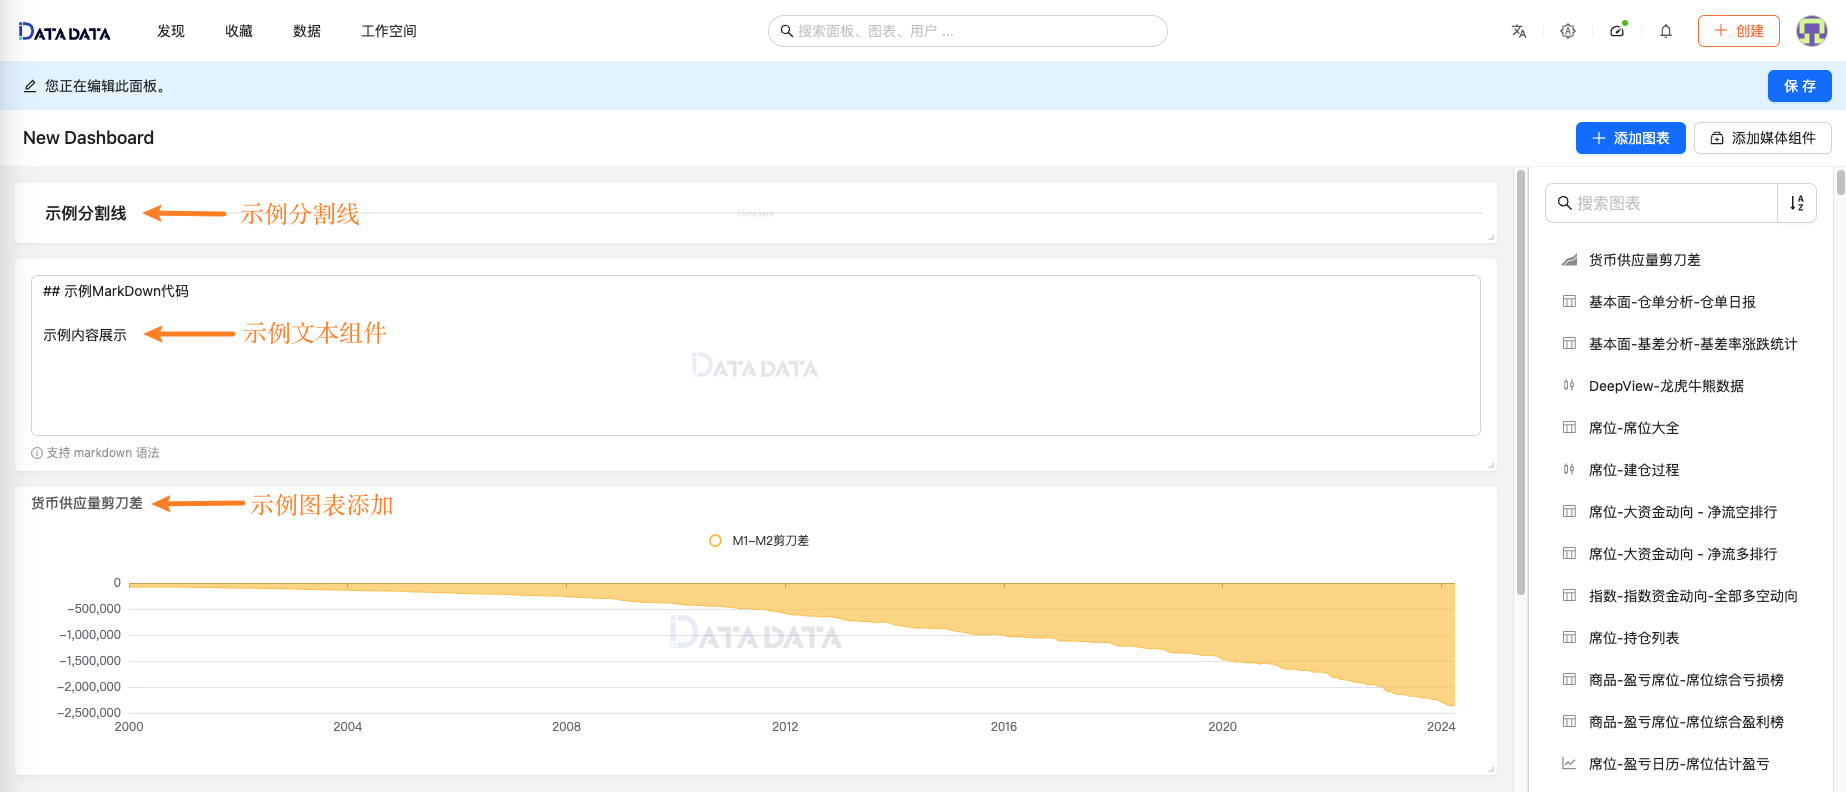 DATA DATA
发现
收藏
数据
工作空间
搜索面板、图表、用户 ...
创建
您正在编辑此面板。
保 存
New Dashboard
添加图表
添加媒体组件
示例分割线
示例分割线
DATA DATA
## 示例MarkDown代码
示例内容展示
示例文本组件
DATA DATA
支持 markdown 语法
货币供应量剪刀差
示例图表添加
M1-M2剪刀差
0
-500,000
-1,000,000
-1,500,000
-2,000,000
-2,500,000
DATA DATA
2000
2004
2008
2012
2016
2020
2024
搜索图表
货币供应量剪刀差
基本面-仓单分析-仓单日报
基本面-基差分析-基差率涨跌统计
DeepView-龙虎牛熊数据
席位-席位大全
席位-建仓过程
席位-大资金动向 - 净流空排行
席位-大资金动向 - 净流多排行
指数-指数资金动向-全部多空动向
席位-持仓列表
商品-盈亏席位-席位综合亏损榜
商品-盈亏席位-席位综合盈利榜
席位-盈亏日历-席位估计盈亏